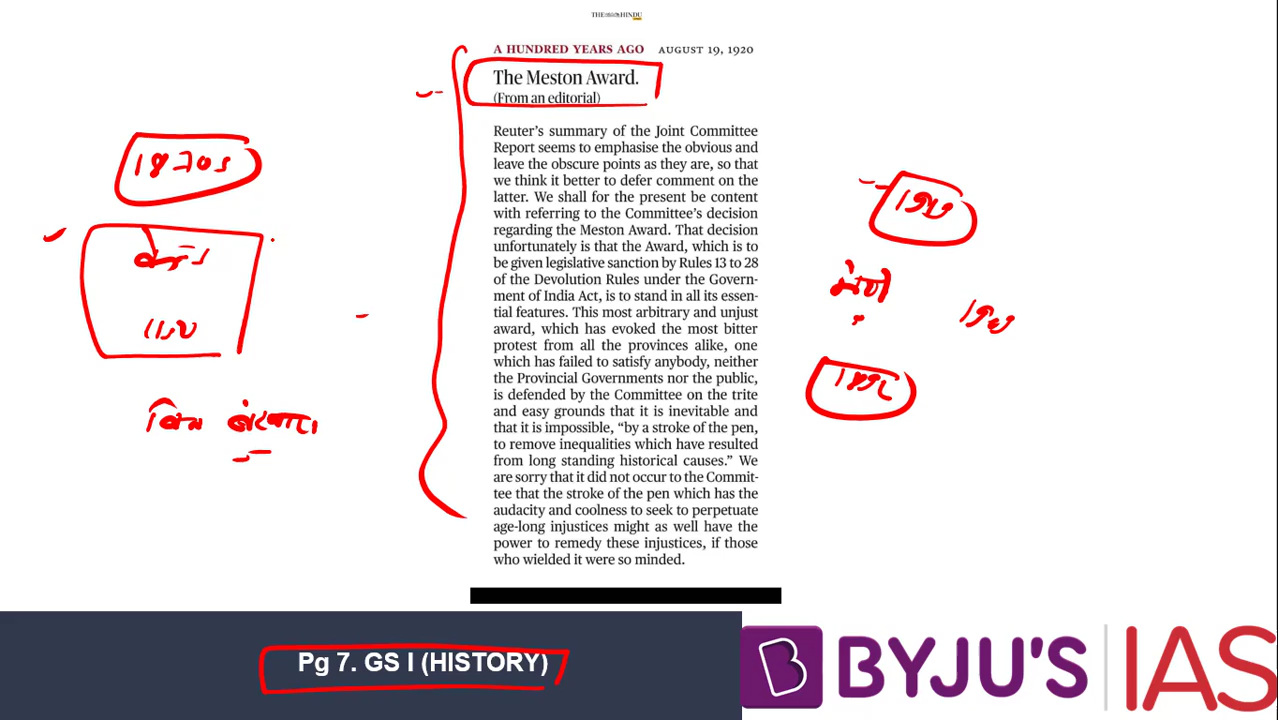 THE HINDU
A HUNDRED YEARS AGO AUGUST 19, 1920
The Meston Award.
(From an editorial)
Reuter's summary of the Joint Committee
Report seems to emphasise the obvious and
leave the obscure points as they are, so that
we think it better to defer comment on the
latter. We shall for the present be content
with referring to the Committee's decision
regarding the Meston Award. That decision
unfortunately is that the Award, which is to
be given legislative sanction by Rules 13 to 28
of the Devolution Rules under the Govern-
ment of India Act, is to stand in all its essen-
tial features. This most arbitrary and unjust
award, which has evoked the most bitter
protest from all the provinces alike, one
which has failed to satisfy anybody, neither
the Provincial Governments nor the public,
is defended by the Committee on the trite
and easy grounds that it is inevitable and
that it is impossible, “by a stroke of the pen,
to remove inequalities which have resulted
from long standing historical causes.” We
are sorry that it did not occur to the Commit-
tee that the stroke of the pen which has the
audacity and coolness to seek to perpetuate
age-long injustices might as well have the
power to remedy these injustices, if those
who wielded it were so minded.
1870s
Pg 7. GS I (HISTORY)
BYJU'S IAS